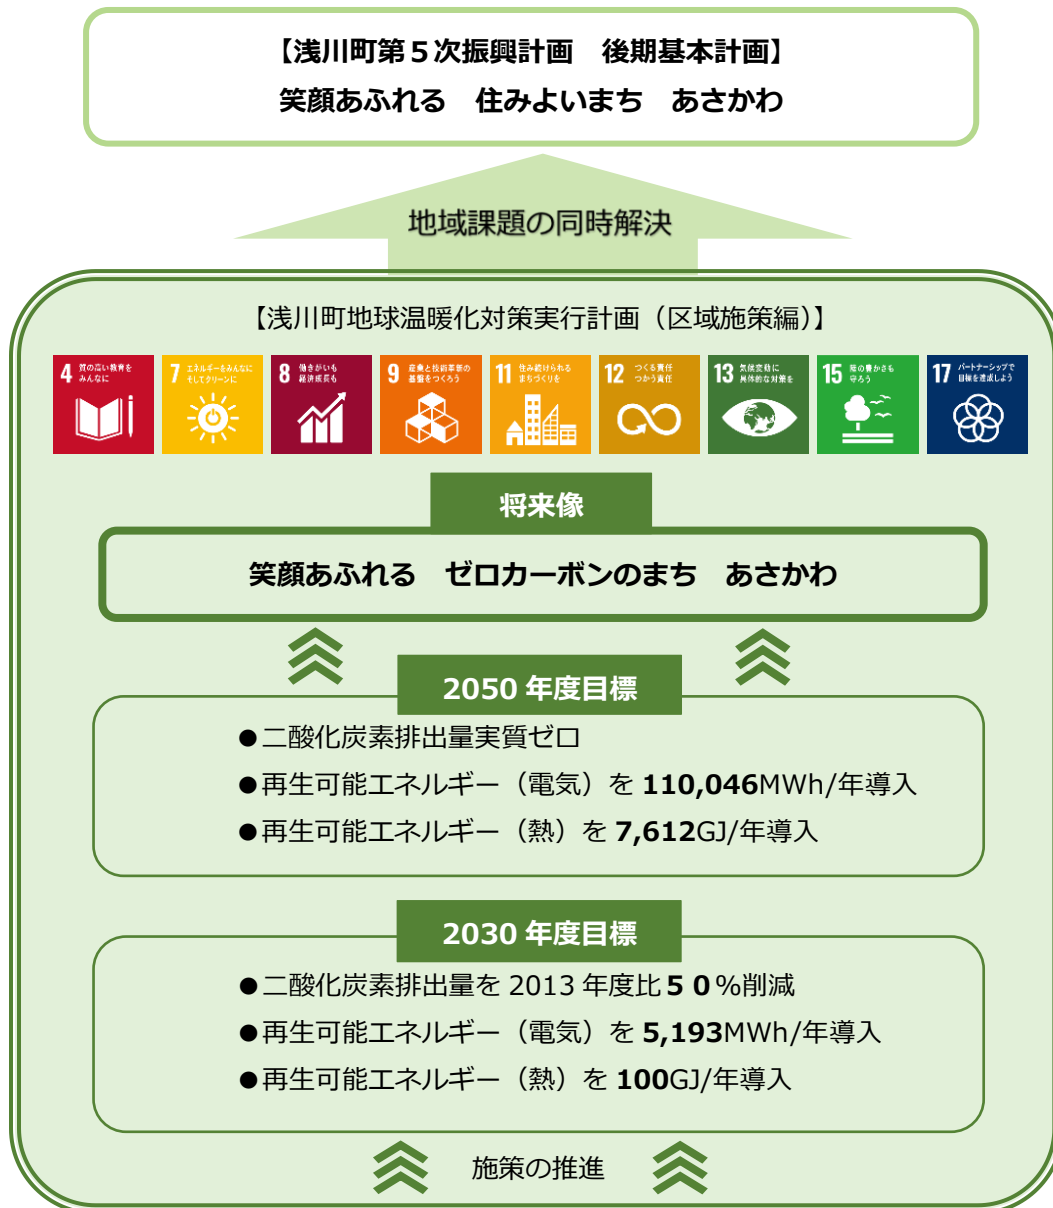 【浅川町第５次振興計画　後期基本計画】
笑顔あふれる　住みよいまち　あさかわ
地域課題の同時解決
【浅川町地球温暖化対策実行計画（区域施策編）】
4 質の高い教育を
みんなに
7 エネルギーをみんなに
そしてクリーンに
8 働きがいも
経済成長も
9 産業と技術革新の
基盤をつくろう
11 住み続けられる
まちづくりを
12 つくる責任
つかう責任
13 気候変動に
具体的な対策を
15 陸の豊かさも
守ろう
17 パートナーシップで
目標を達成しよう
将来像
笑顔あふれる　ゼロカーボンのまち　あさかわ
2050 年度目標
●二酸化炭素排出量実質ゼロ
●再生可能エネルギー（電気）を 110,046MWh/年導入
●再生可能エネルギー（熱）を 7,612GJ/年導入
2030 年度目標
●二酸化炭素排出量を 2013 年度比５０％削減
●再生可能エネルギー（電気）を 5,193MWh/年導入
●再生可能エネルギー（熱）を 100GJ/年導入
施策の推進